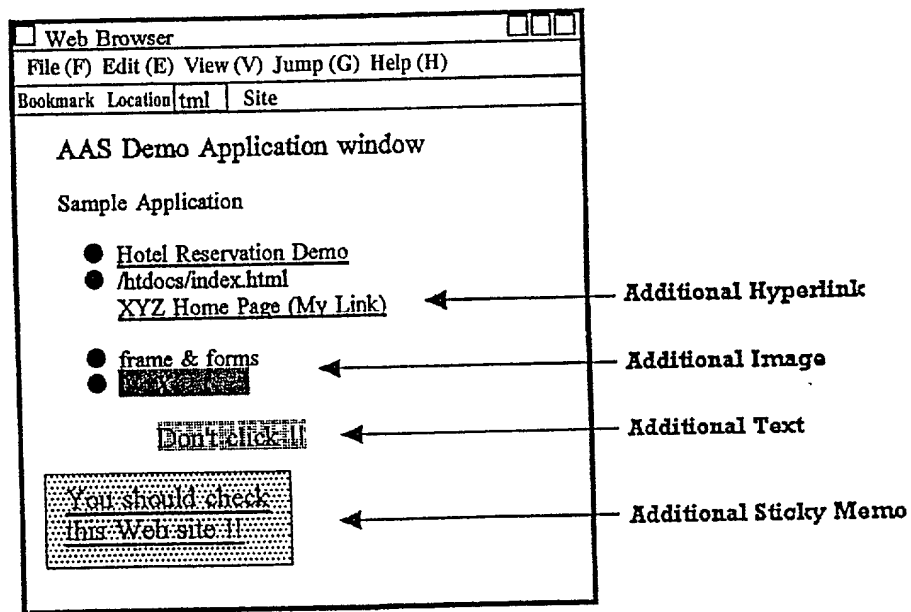 Web Browser
File (F) Edit (E) View (V) Jump (G) Help (H)
Bookmark Location tml Site
AAS Demo Application window
Sample Application
Hotel Reservation Demo
/htdocs/index.html
XYZ Home Page (My Link)
Additional Hyperlink
frame & forms
Additional Image
Don't click !!
Additional Text
You should check
this Web site !!
Additional Sticky Memo